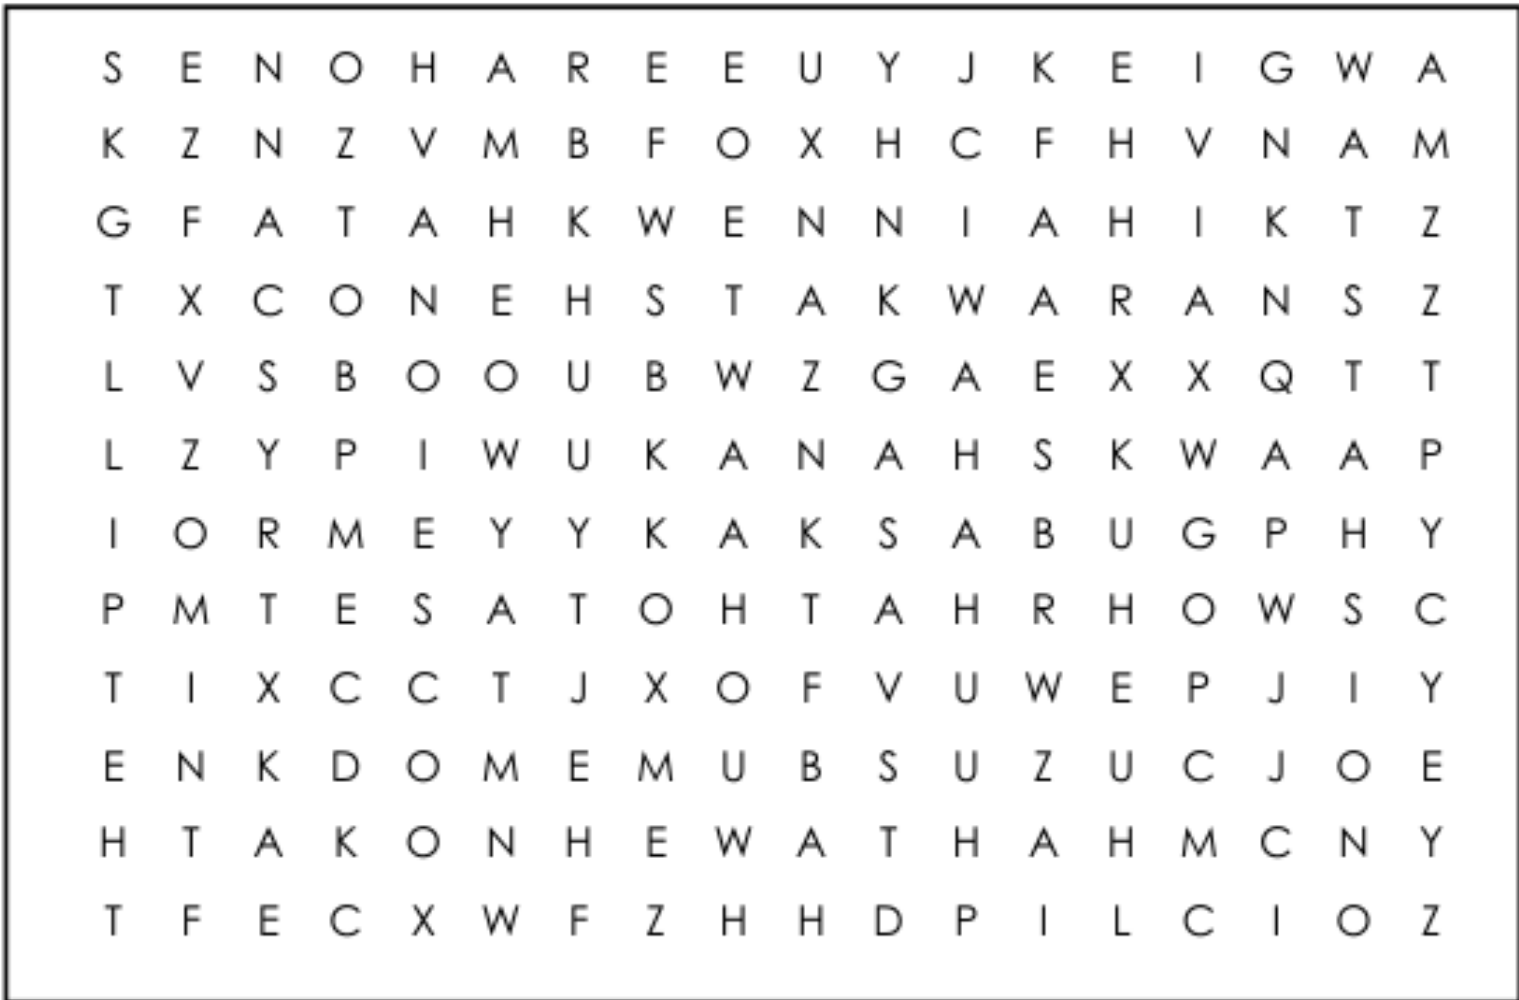 S E N O H A R E E U Y J K E I G W A
K Z N Z V M B F O X H C F H V N A M
G F A T A H K W E N N I A H I K T Z
T X C O N E H S T A K W A R A N S Z
L V S B O O U B W Z G A E X X Q T T
L Z Y P I W U K A N A H S K W A A P
I O R M E Y Y K A K S A B U G P H Y
P M T E S A T O H T A H R H O W S C
T I X C C T J X O F V U W E P J I Y
E N K D O M E M U B S U Z U C J O E
H T A K O N H E W A T H A H M C N Y
T F E C X W F Z H H D P I L C I O Z